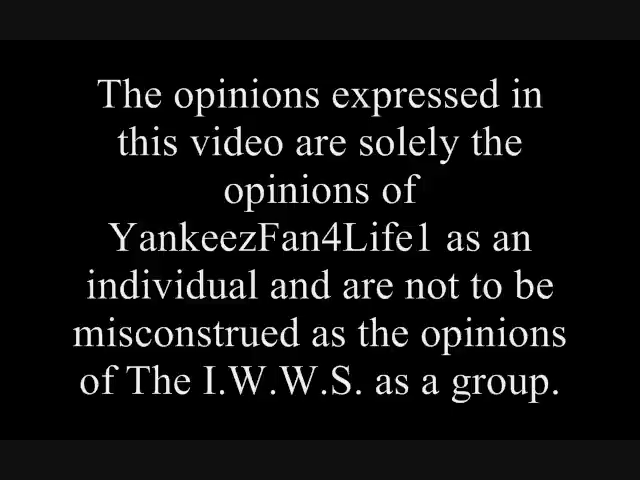 The opinions expressed in
this video are solely the
opinions of
YankeezFan4Life1 as an
individual and are not to be
misconstrued as the opinions
of The I.W.W.S. as a group.